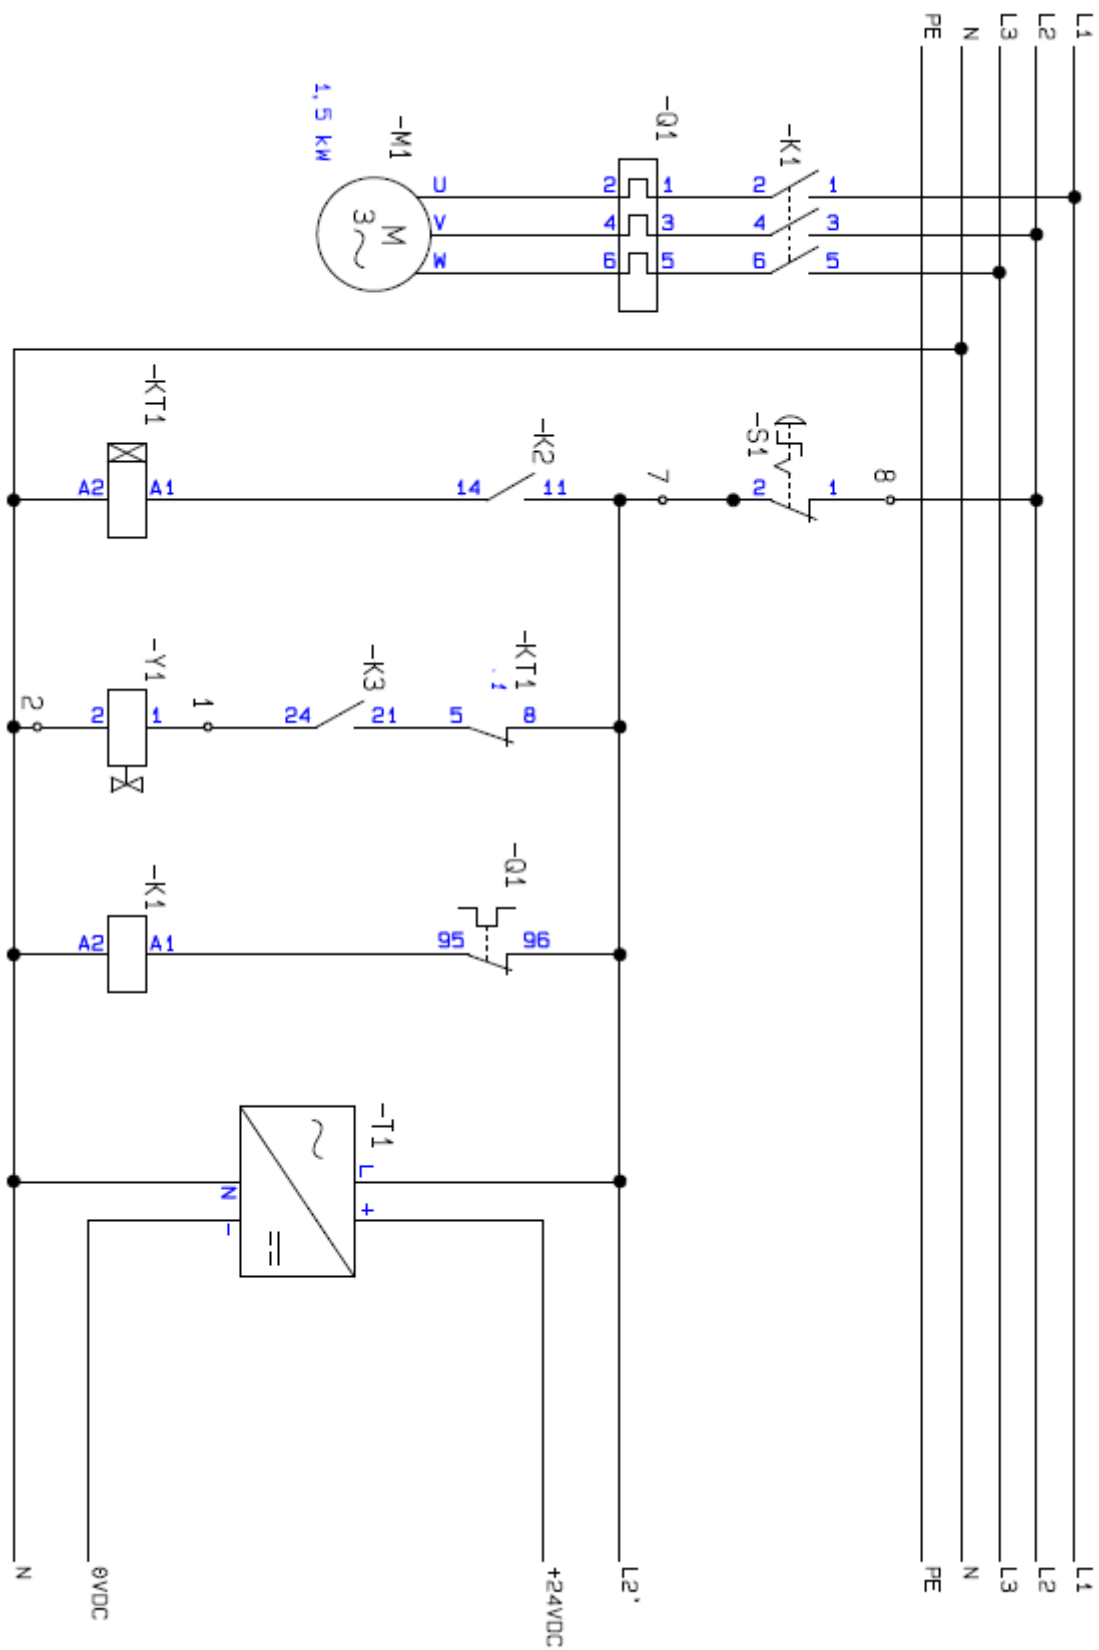 L1
L2
L3
N
PE
L1
L2
L3
N
PE
-K1
1
3
5
2
4
6
-Q1
1
3
5
2
4
6
U
V
W
-M1
M
3~
1,5 kW
8
-S1
1
2
7
-K2
11
14
-KT1
A1
A2
-KT1
8
5
-K3
21
24
1
-Y1
1
2
2
-Q1
96
95
-K1
A1
A2
-T1
L
+
~
N
-
L2'
+24VDC
0VDC
N